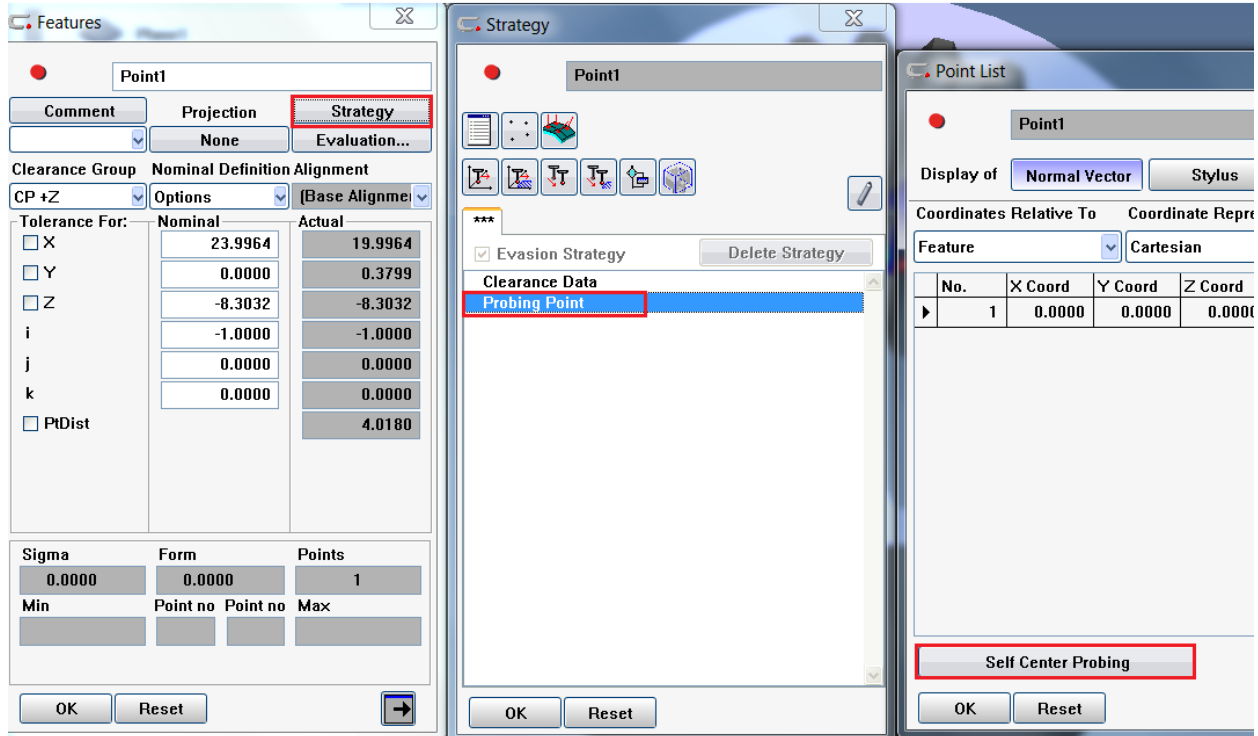 Features
Point1
Comment Projection Strategy
None Evaluation...
Clearance Group Nominal Definition Alignment
CP +Z Options (Base Alignme
Tolerance For: Nominal Actual
X 23.9964 19.9964
Y 0.0000 0.3799
Z -8.3032 -8.3032
i -1.0000 -1.0000
j 0.0000 0.0000
k 0.0000 0.0000
PtDist 4.0180
Sigma Form Points
0.0000 0.0000 1
Min Point no Point no Max
OK Reset
Strategy
Point1
***
Evasion Strategy Delete Strategy
Clearance Data
Probing Point
OK Reset
Point List
Point1
Display of Normal Vector Stylus
Coordinates Relative To Coordinate Repre
Feature Cartesian
No. X Coord Y Coord Z Coord
1 0.0000 0.0000 0.0000
Self Center Probing
OK Reset